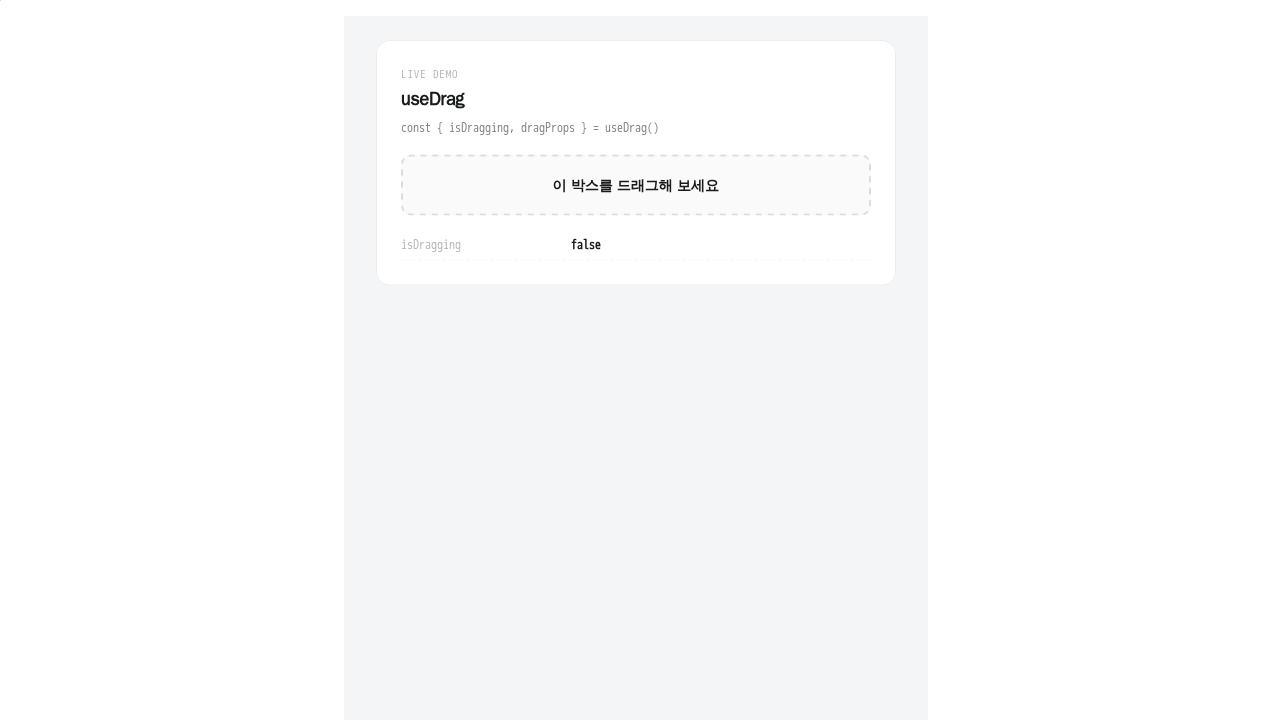 LIVE DEMO
useDrag
const { isDragging, dragProps } = useDrag()
이 박스를 드래그해 보세요
isDragging false